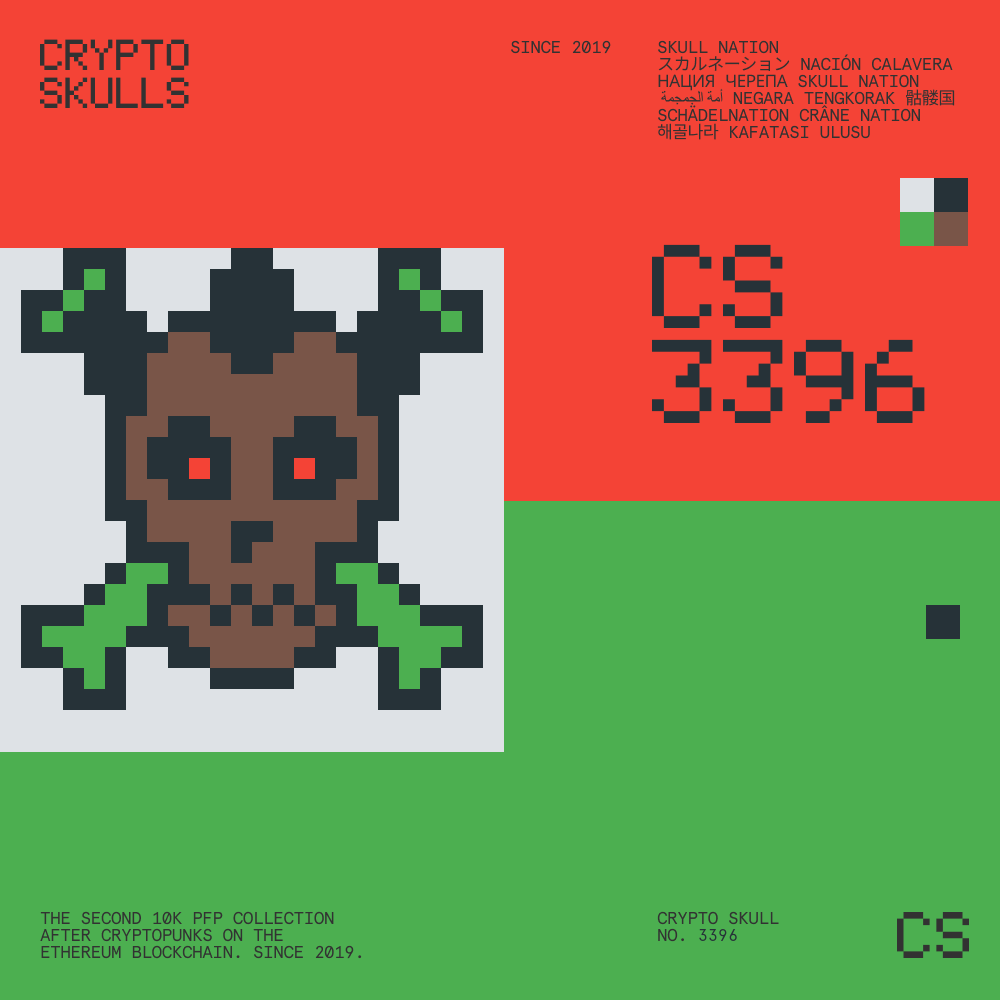 CRYPTO
SKULLS
SINCE 2019
SKULL NATION
スカルネーション NACIÓN CALAVERA
НАЦИЯ ЧЕРЕПА SKULL NATION
أمة الجمجمة NEGARA TENGKORAK 骷髅国
SCHÄDELNATION CRÂNE NATION
해골나라 KAFATASI ULUSU
CS
3396
THE SECOND 10K PFP COLLECTION
AFTER CRYPTOPUNKS ON THE
ETHEREUM BLOCKCHAIN. SINCE 2019.
CRYPTO SKULL
NO. 3396
CS